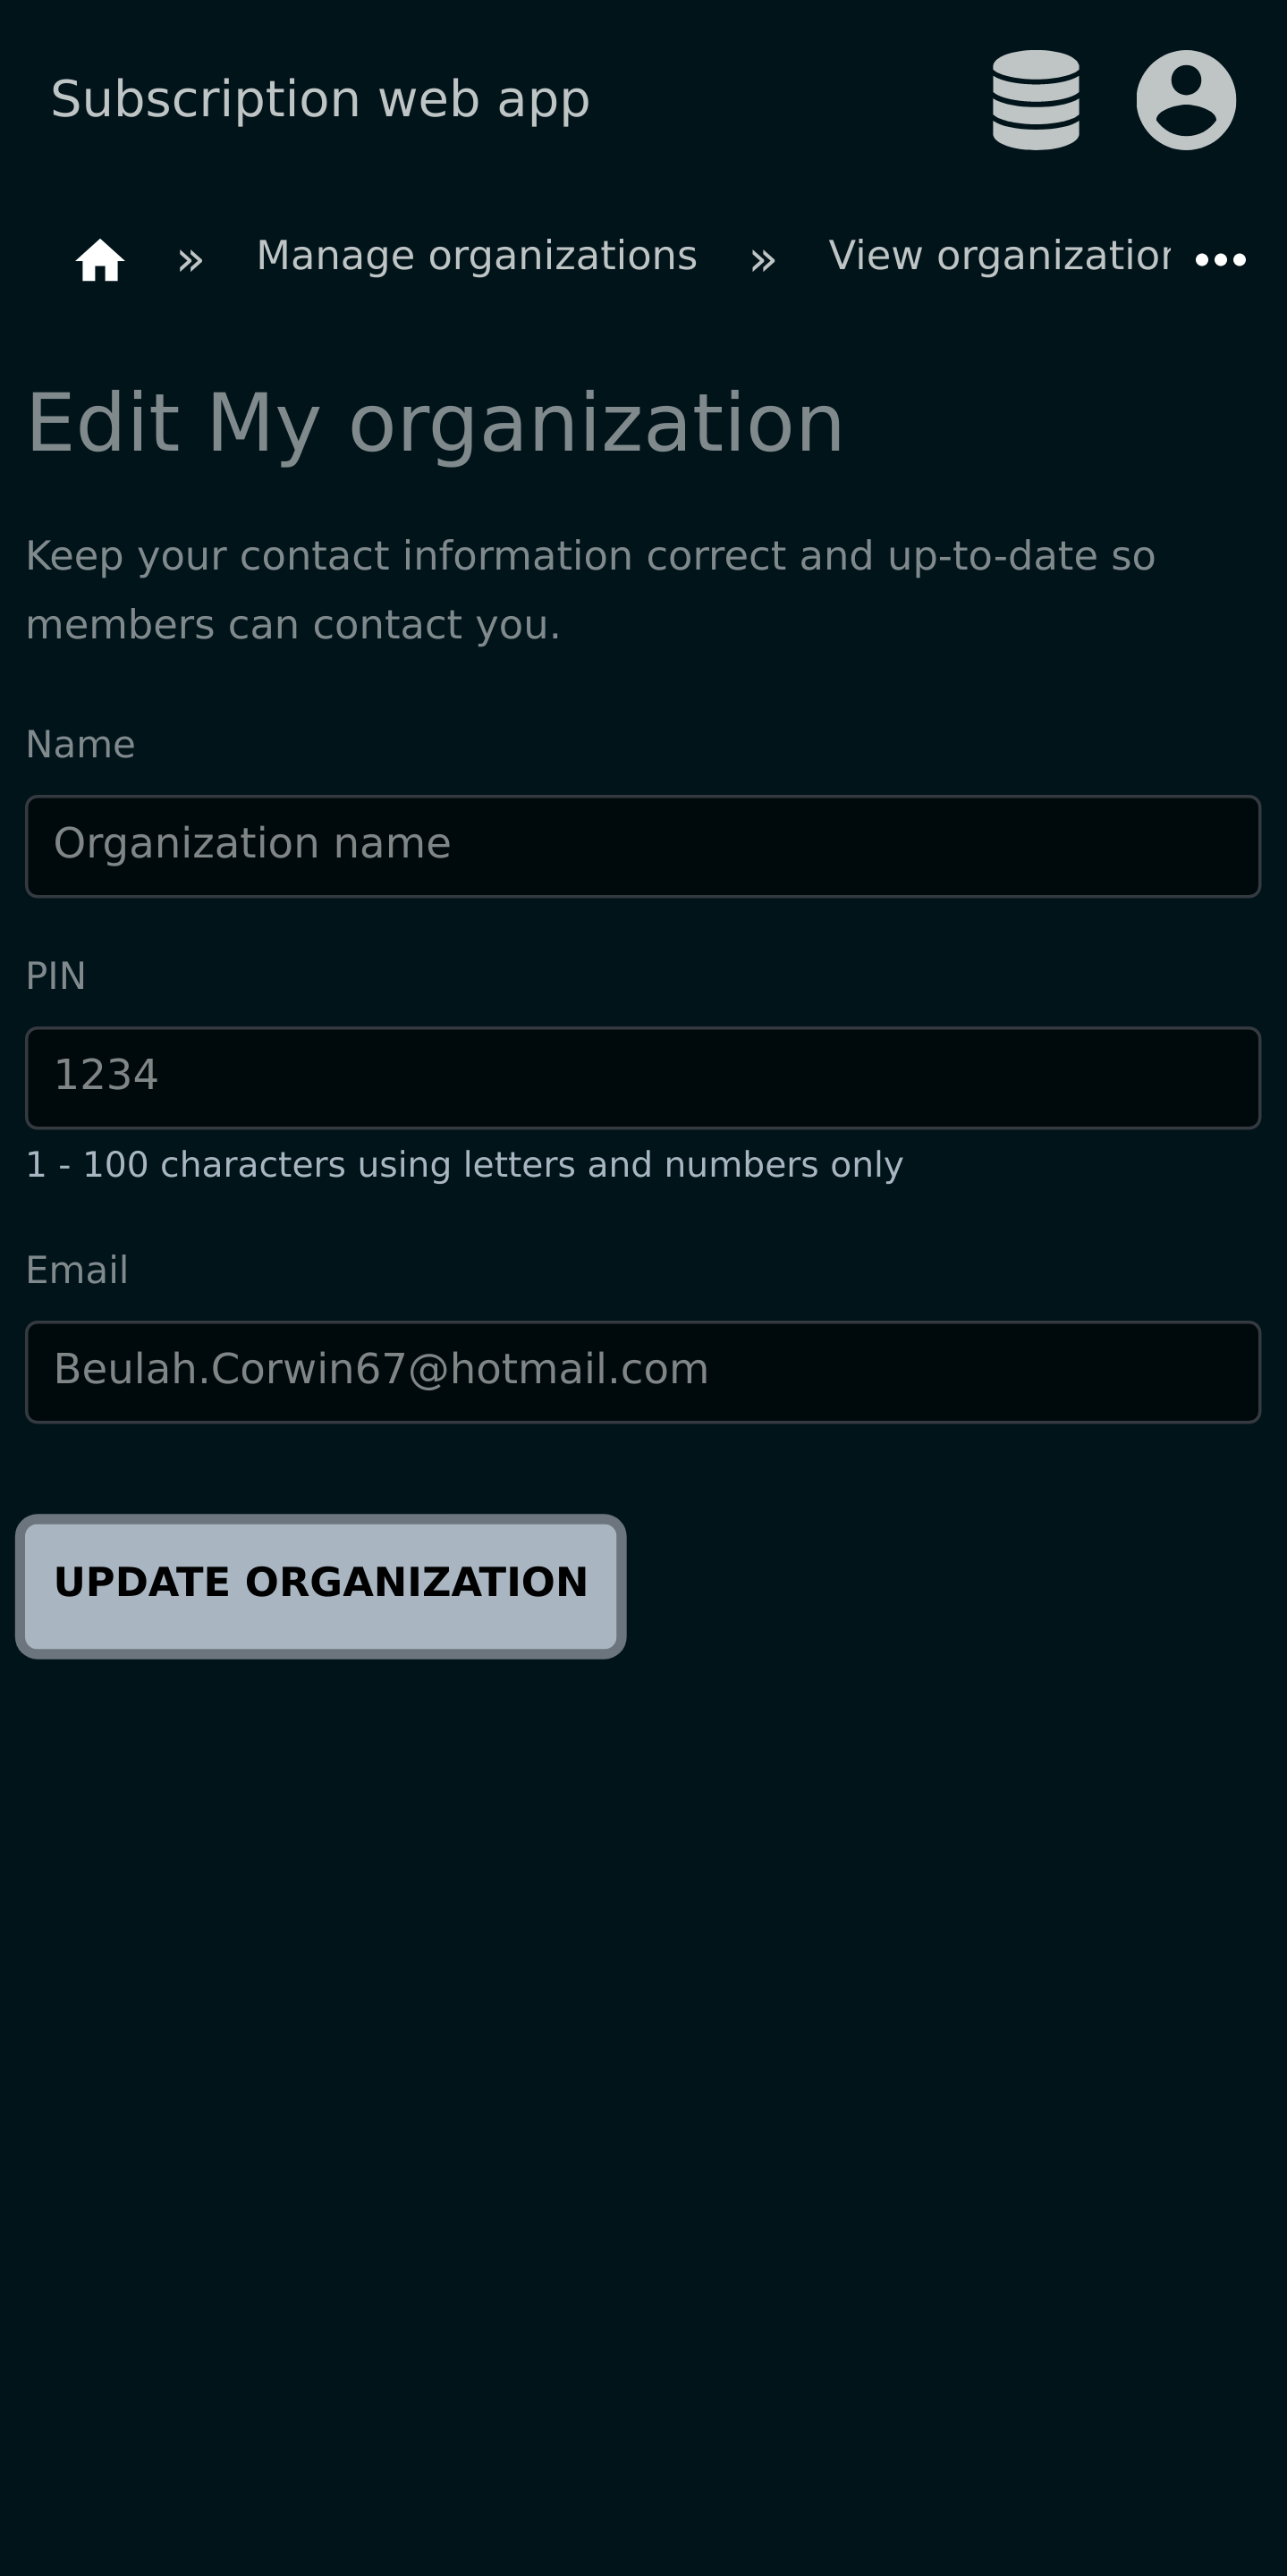 Subscription web app
» Manage organizations » View organization
Edit My organization
Keep your contact information correct and up-to-date so
members can contact you.
Name
Organization name
PIN
1234
1 - 100 characters using letters and numbers only
Email
Beulah.Corwin67@hotmail.com
UPDATE ORGANIZATION